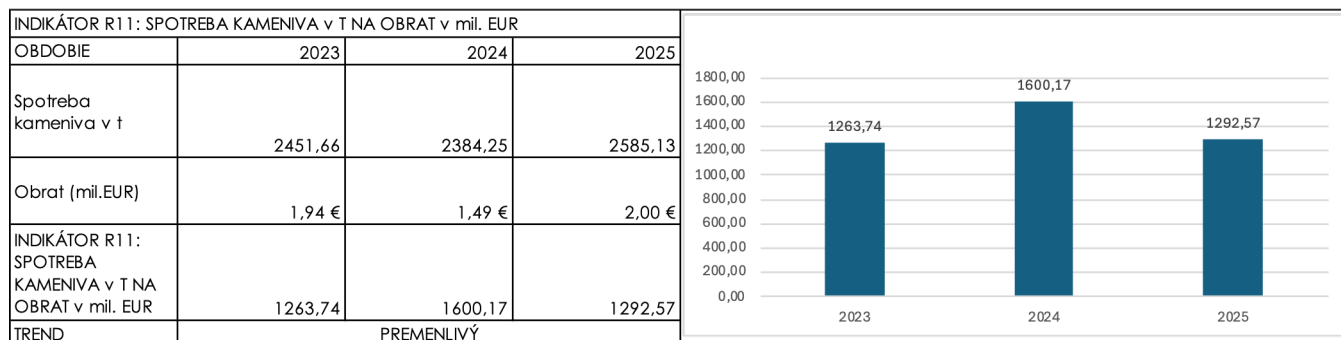 INDIKÁTOR R11: SPOTREBA KAMENIVA v T NA OBRAT v mil. EUR
OBDOBIE 2023 2024 2025
Spotreba
kameniva v t
2451,66 2384,25 2585,13
Obrat (mil.EUR)
1,94 € 1,49 € 2,00 €
INDIKÁTOR R11:
SPOTREBA
KAMENIVA v T NA
OBRAT v mil. EUR 1263,74 1600,17 1292,57
TREND PREMENLIVÝ
1800,00
1600,00
1400,00
1200,00
1000,00
800,00
600,00
400,00
200,00
0,00
1263,74
1600,17
1292,57
2023 2024 2025